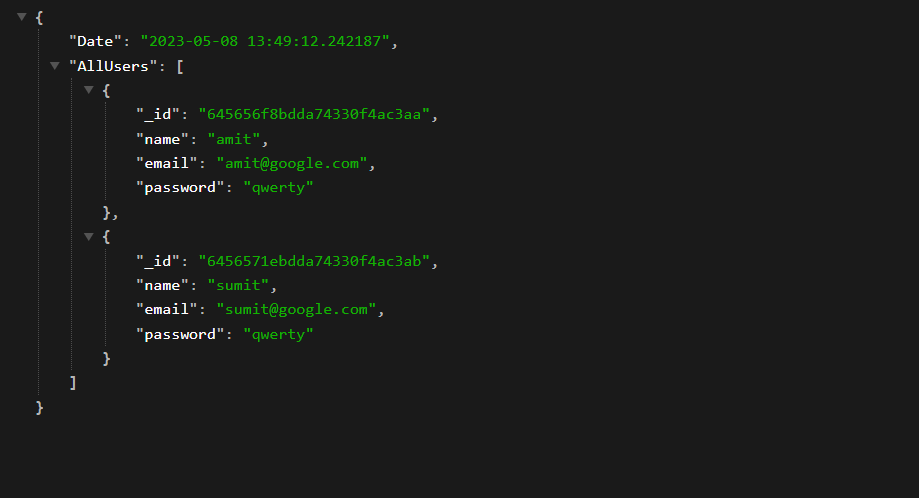 {
"Date": "2023-05-08 13:49:12.242187",
"AllUsers": [
{
"_id": "645656f8bdda74330f4ac3aa",
"name": "amit",
"email": "amit@google.com",
"password": "qwerty"
},
{
"_id": "6456571ebdda74330f4ac3ab",
"name": "sumit",
"email": "sumit@google.com",
"password": "qwerty"
}
]
}